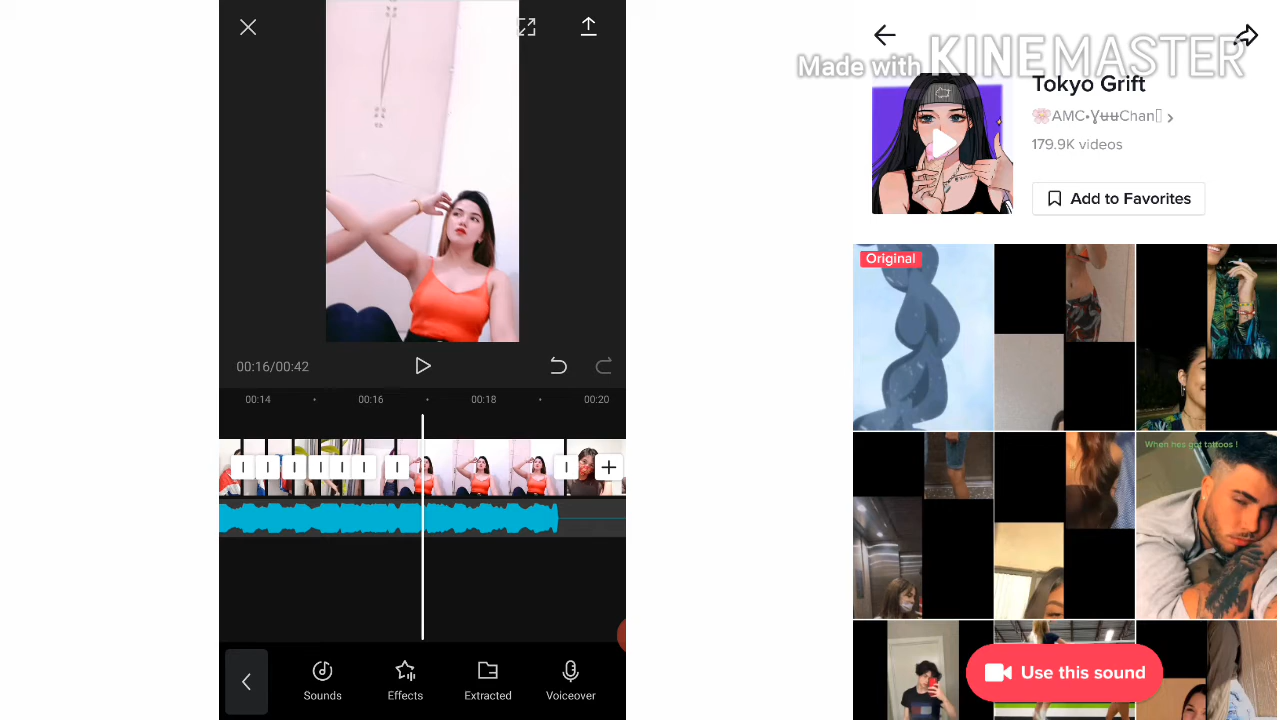 00:16/00:42
00:14
00:16
00:18
00:20
Sounds
Effects
Extracted
Voiceover
Made with KINEMASTER
Tokyo Grift
🌸AMC•ƔʉʉChan
179.9K videos
Add to Favorites
Original
When hes got tattoos !
Use this sound